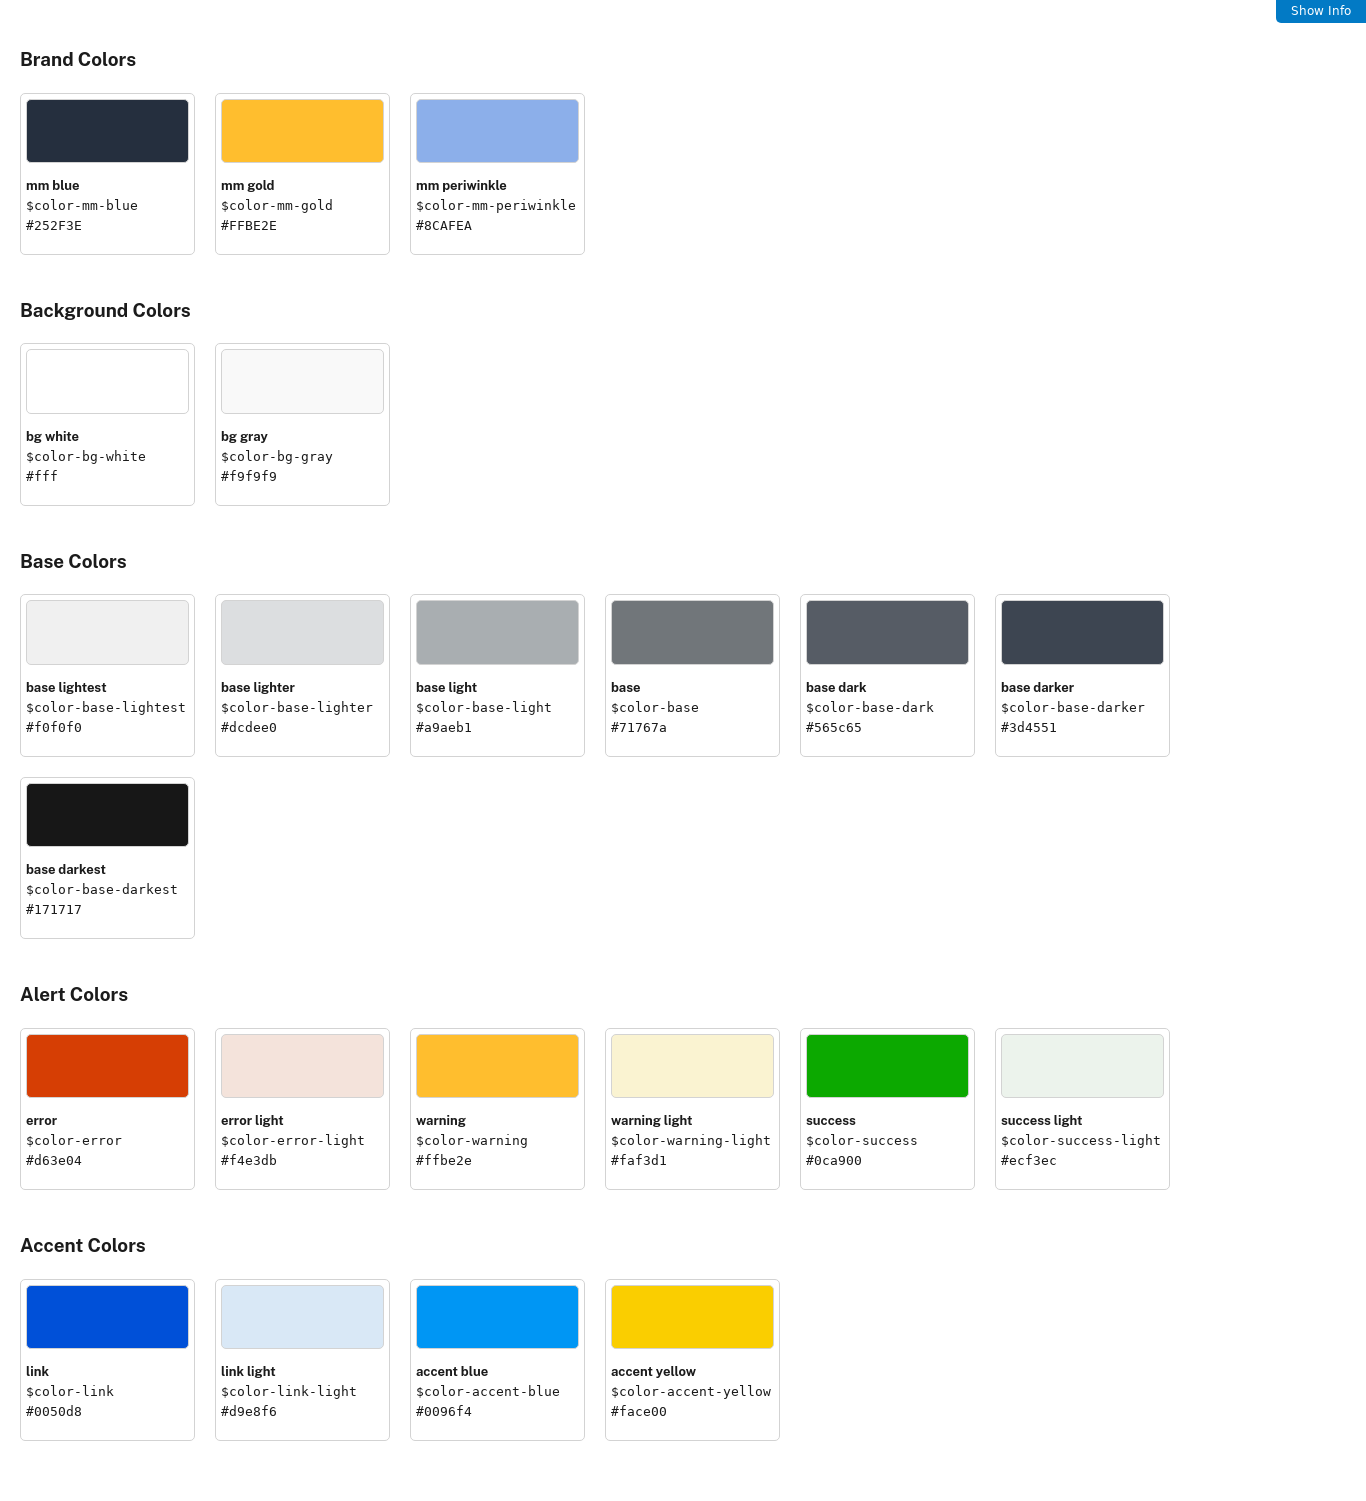 Show Info
Brand Colors
mm blue
$color-mm-blue
#252F3E
mm gold
$color-mm-gold
#FFBE2E
mm periwinkle
$color-mm-periwinkle
#8CAFEA
Background Colors
bg white
$color-bg-white
#fff
bg gray
$color-bg-gray
#f9f9f9
Base Colors
base lightest
$color-base-lightest
#f0f0f0
base lighter
$color-base-lighter
#dcdee0
base light
$color-base-light
#a9aeb1
base
$color-base
#71767a
base dark
$color-base-dark
#565c65
base darker
$color-base-darker
#3d4551
base darkest
$color-base-darkest
#171717
Alert Colors
error
$color-error
#d63e04
error light
$color-error-light
#f4e3db
warning
$color-warning
#ffbe2e
warning light
$color-warning-light
#faf3d1
success
$color-success
#0ca900
success light
$color-success-light
#ecf3ec
Accent Colors
link
$color-link
#0050d8
link light
$color-link-light
#d9e8f6
accent blue
$color-accent-blue
#0096f4
accent yellow
$color-accent-yellow
#face00